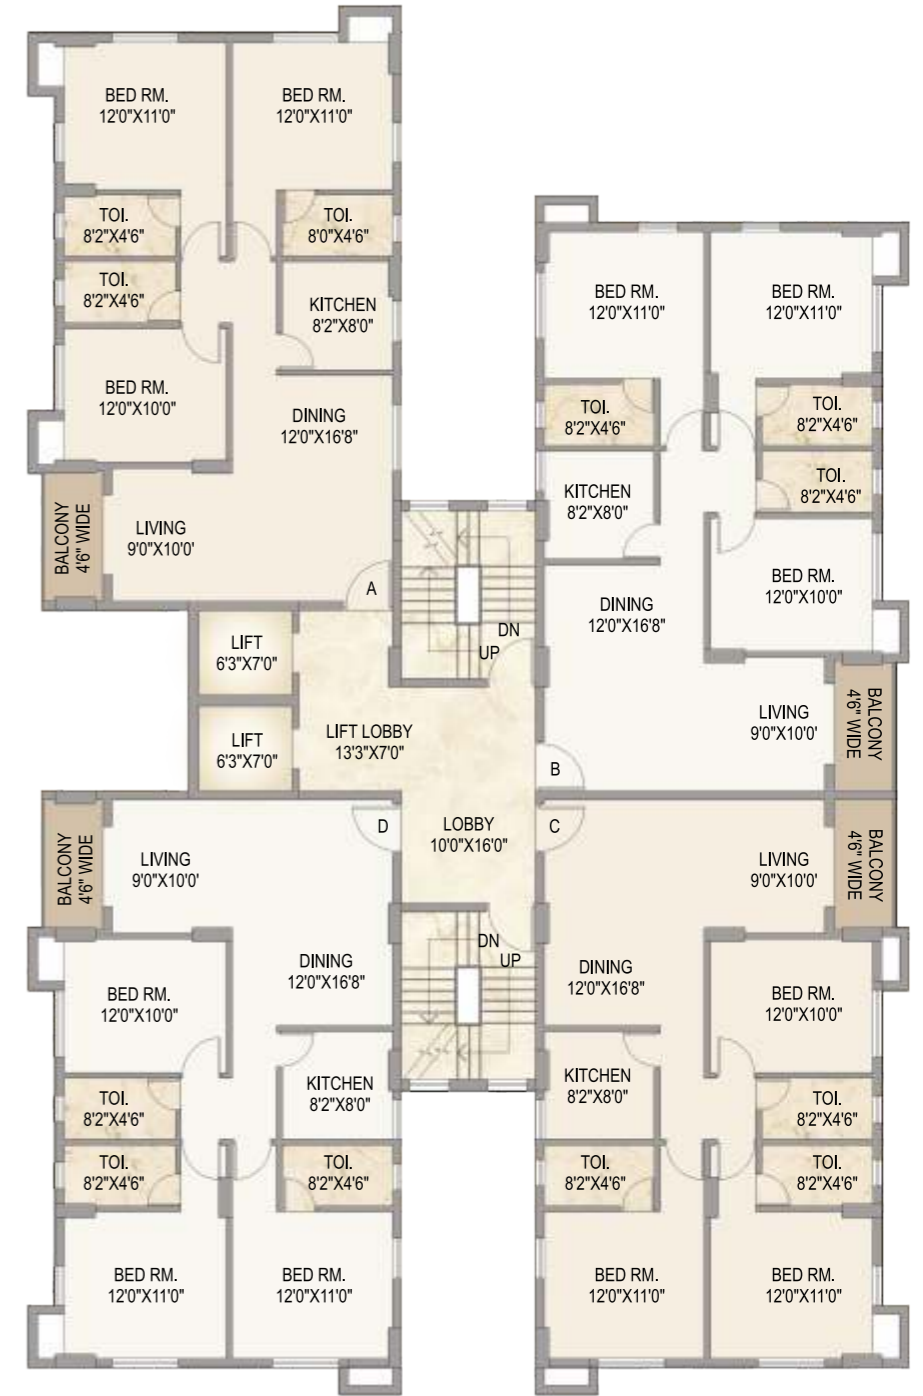 BED RM.
12'0"X11'0"
BED RM.
12'0"X11'0"
TOI.
8'2"X4'6"
TOI.
8'0"X4'6"
TOI.
8'2"X4'6"
KITCHEN
8'2"X8'0"
BED RM.
12'0"X10'0"
DINING
12'0"X16'8"
BALCONY
4'6" WIDE
LIVING
9'0"X10'0'
A
BED RM.
12'0"X11'0"
BED RM.
12'0"X11'0"
TOI.
8'2"X4'6"
TOI.
8'2"X4'6"
KITCHEN
8'2"X8'0"
TOI.
8'2"X4'6"
BED RM.
12'0"X10'0"
DINING
12'0"X16'8"
LIVING
9'0"X10'0'
BALCONY
4'6" WIDE
B
DN
UP
LIFT
6'3"X7'0"
LIFT
6'3"X7'0"
LIFT LOBBY
13'3"X7'0"
LOBBY
10'0"X16'0"
DN
UP
D
BALCONY
4'6" WIDE
LIVING
9'0"X10'0'
DINING
12'0"X16'8"
BED RM.
12'0"X10'0"
KITCHEN
8'2"X8'0"
TOI.
8'2"X4'6"
TOI.
8'2"X4'6"
TOI.
8'2"X4'6"
BED RM.
12'0"X11'0"
BED RM.
12'0"X11'0"
C
LIVING
9'0"X10'0'
BALCONY
4'6" WIDE
DINING
12'0"X16'8"
BED RM.
12'0"X10'0"
KITCHEN
8'2"X8'0"
TOI.
8'2"X4'6"
TOI.
8'2"X4'6"
TOI.
8'2"X4'6"
BED RM.
12'0"X11'0"
BED RM.
12'0"X11'0"